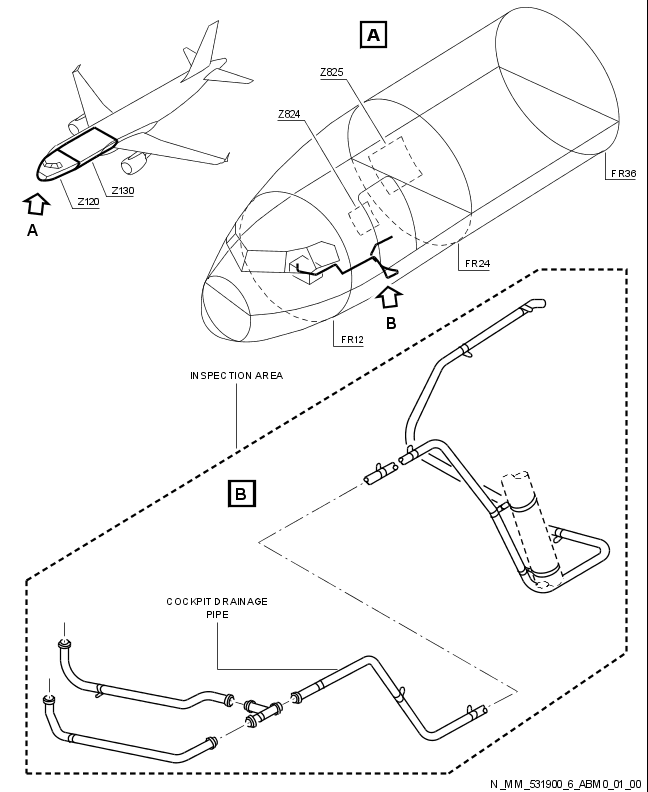 A
Z825
Z824
Z130
Z120
A
FR36
FR24
B
FR12
INSPECTION AREA
B
COCKPIT DRAINAGE
PIPE
N_MM_531900_6_ABM0_01_00